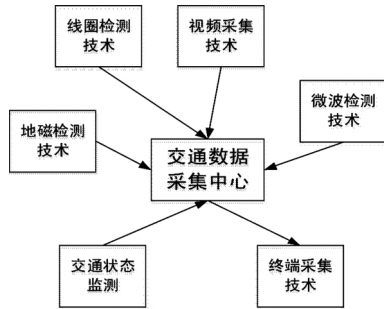 线圈检测
技术
视频采集
技术
微波检测
技术
地磁检测
技术
交通数据
采集中心
交通状态
监测
终端采集
技术